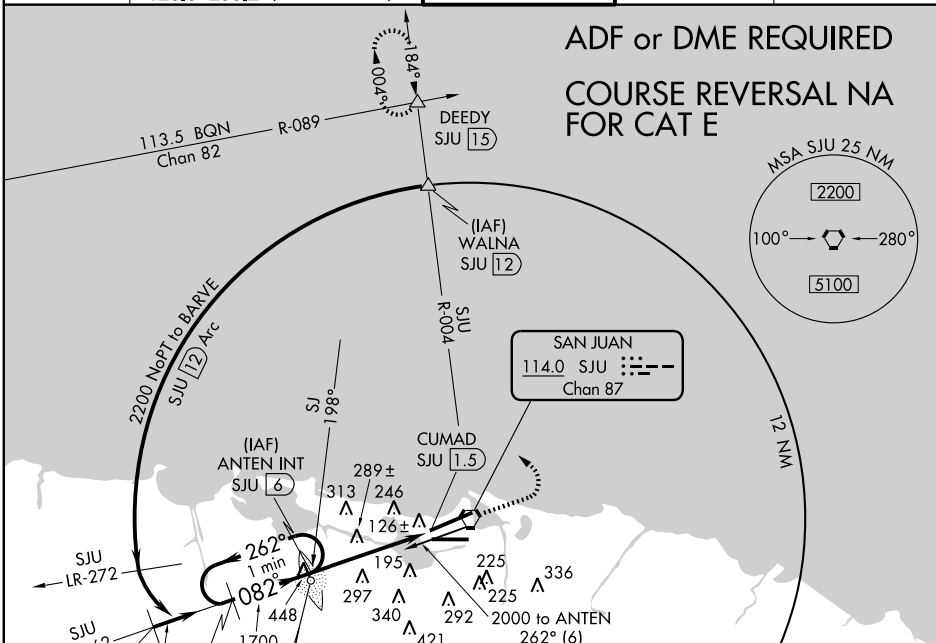 ADF or DME REQUIRED
COURSE REVERSAL NA
FOR CAT E
184°
004°
DEEDY
SJU 15
113.5 BQN
R-089
Chan 82
MSA SJU 25 NM
2200
100°
280°
5100
(IAF)
WALNA
SJU 12
2200 NoPT to BARVE
SJU 12 Arc
SJU
R-004
SAN JUAN
114.0 SJU
Chan 87
SJ
198°
12 NM
(IAF)
ANTEN INT
SJU 6
CUMAD
SJU 1.5
289±
313
246
126±
SJU
LR-272
262°
1 min
082°
195
225
225
336
297
448
340
292
2000 to ANTEN
262° (6)
SJU
1700
421